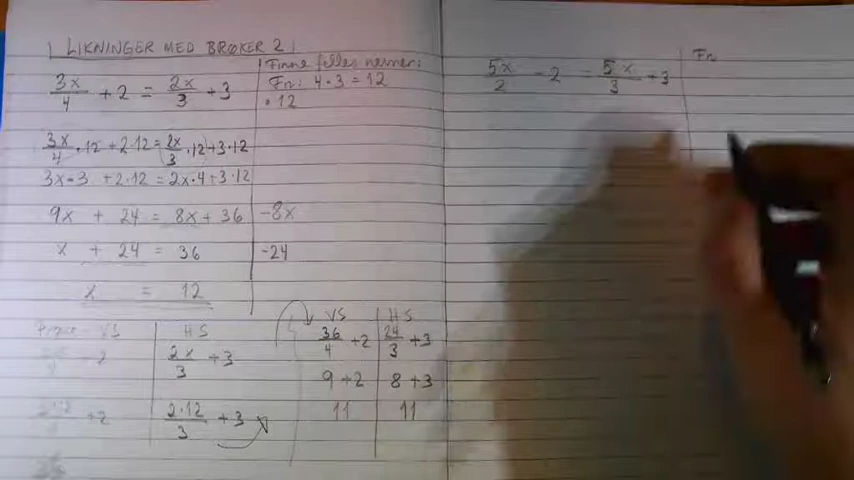 LIKNINGER MED BRØKER 2
Finne felles nevner:
3x/4 + 2 = 2x/3 + 3
Fn: 4·3 = 12
·12
3x/4 ·12 + 2·12 = 2x/3 ·12 + 3·12
3x·3 + 2·12 = 2x·4 + 3·12
9x + 24 = 8x + 36 | -8x
x + 24 = 36 | -24
x = 12
VS | HS
2x/3 + 3
2·12/3 + 3
VS | HS
36/4 + 2 | 24/3 + 3
9 + 2 | 8 + 3
11 | 11
5x/2 - 2 = 5x/3 + 3 | Fn